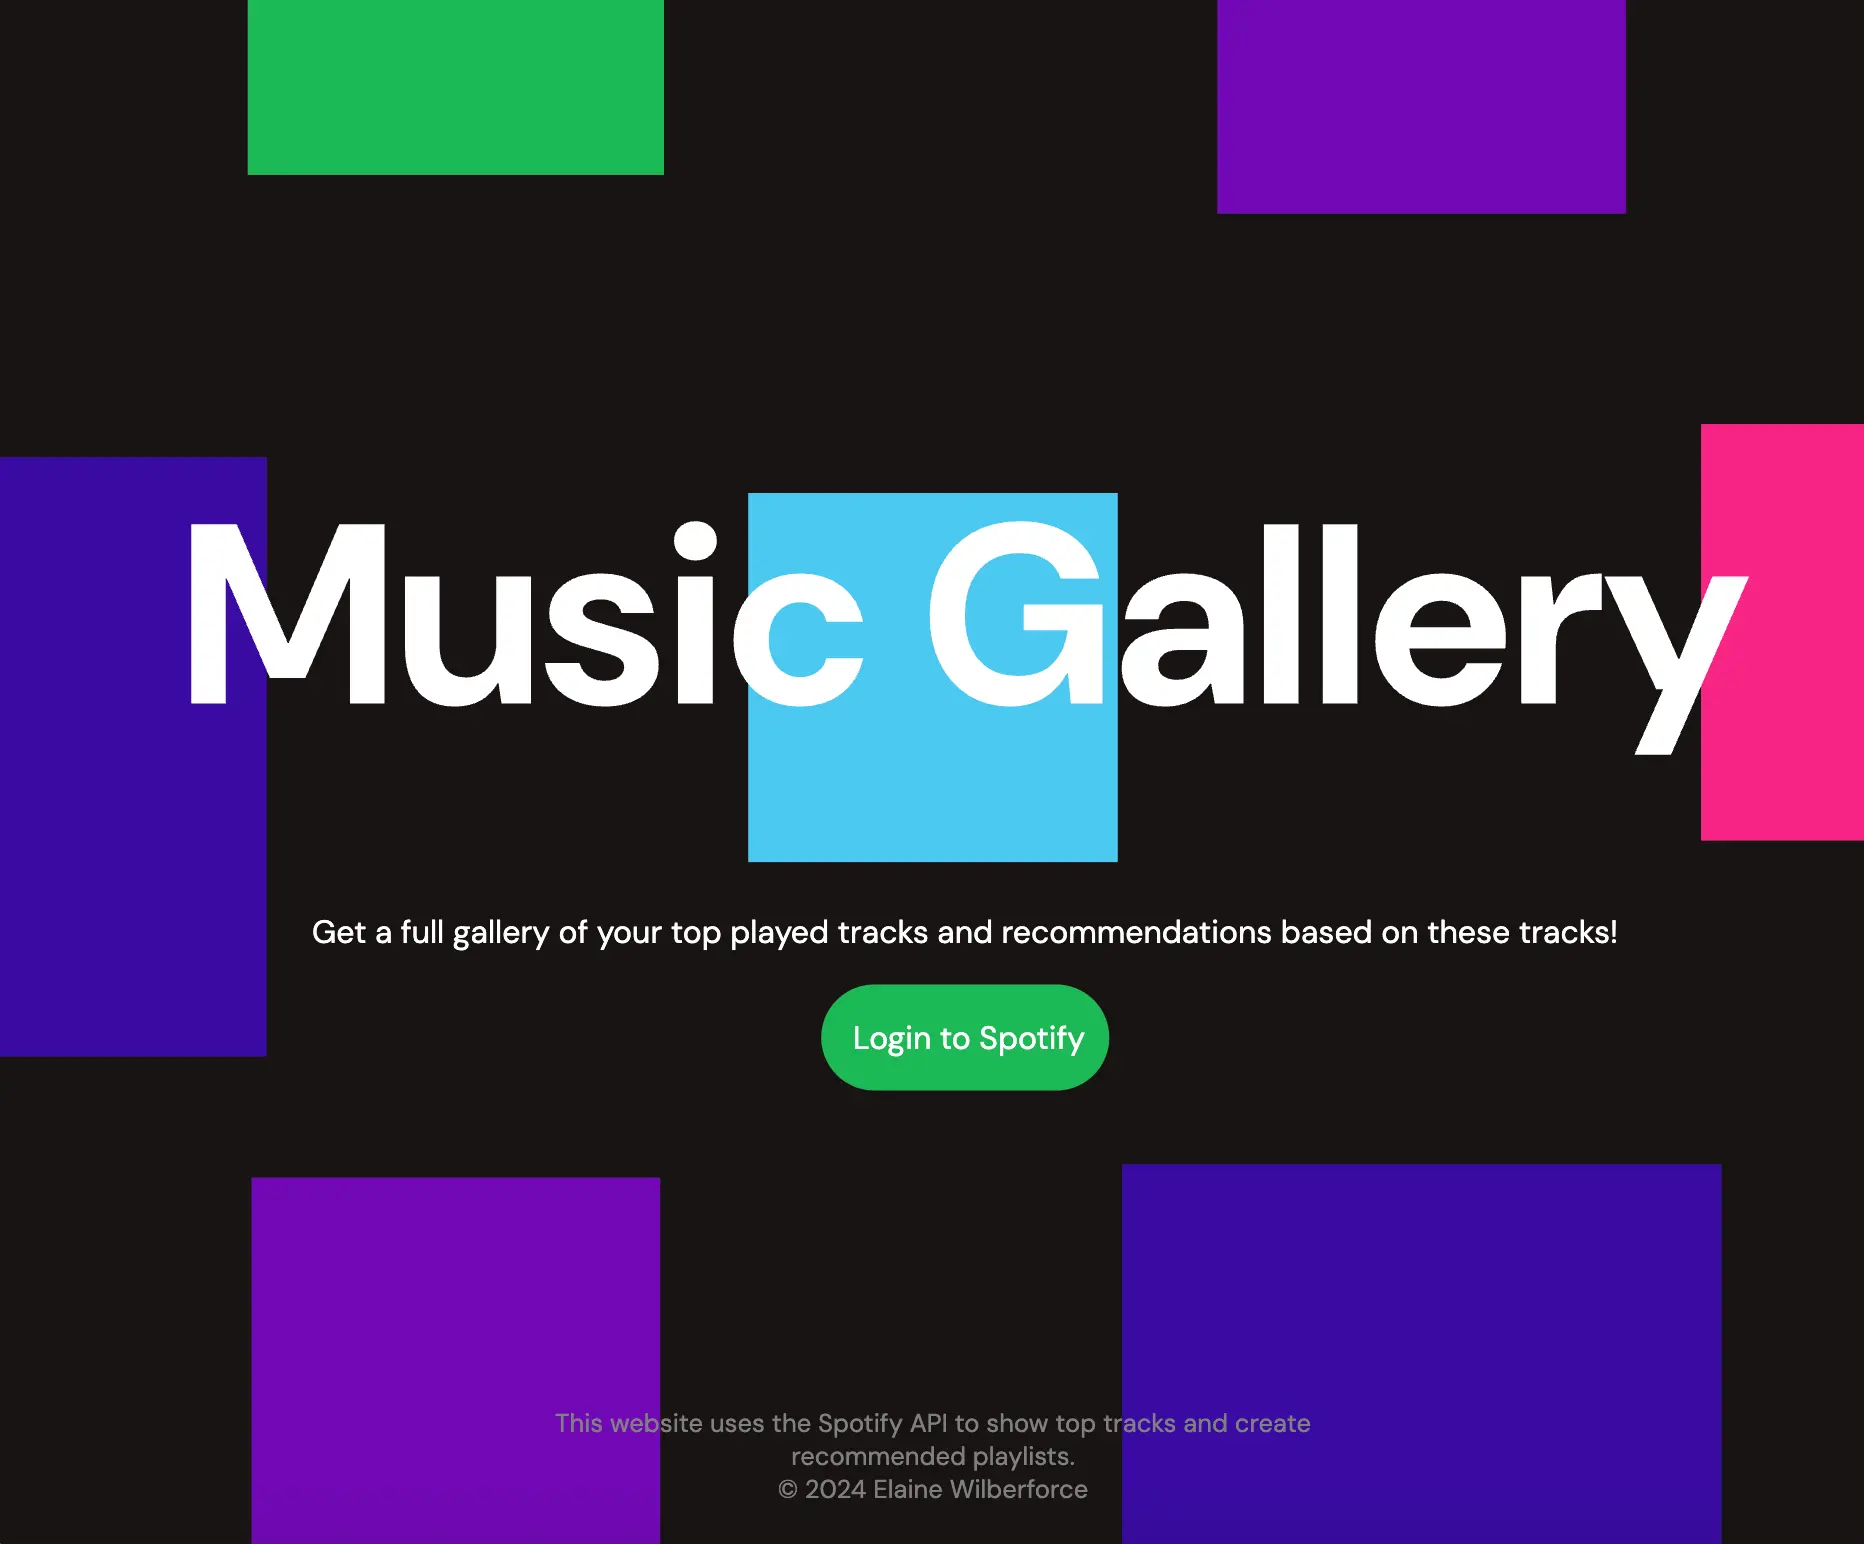 Music Gallery
Get a full gallery of your top played tracks and recommendations based on these tracks!
Login to Spotify
This website uses the Spotify API to show top tracks and create
recommended playlists.
© 2024 Elaine Wilberforce